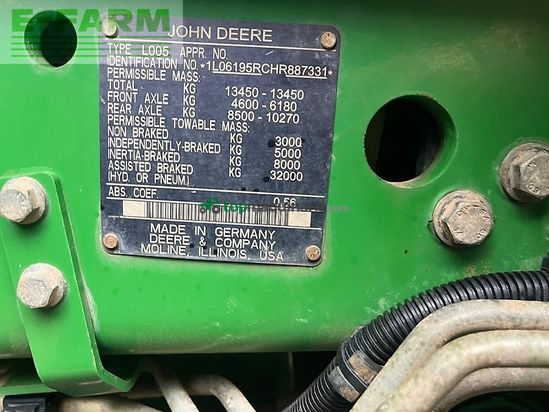 E-FARM
JOHN DEERE
TYPE L005 APPR. NO
IDENTIFICATION NO.*1L06195RCHR887331*
PERMISSIBLE MASS:
TOTAL KG 13450 - 13450
FRONT AXLE KG 4600 - 6180
REAR AXLE KG 8500 - 10270
PERMISSIBLE TOWABLE MASS:
NON BRAKED KG 3000
INDEPENDENTLY-BRAKED KG 5000
INERTIA-BRAKED KG 8000
ASSISTED BRAKED KG 32000
(HYD OR PNEUM)
ABS. COEF. 0,56
MADE IN GERMANY
DEERE & COMPANY
MOLINE, ILLINOIS, USA